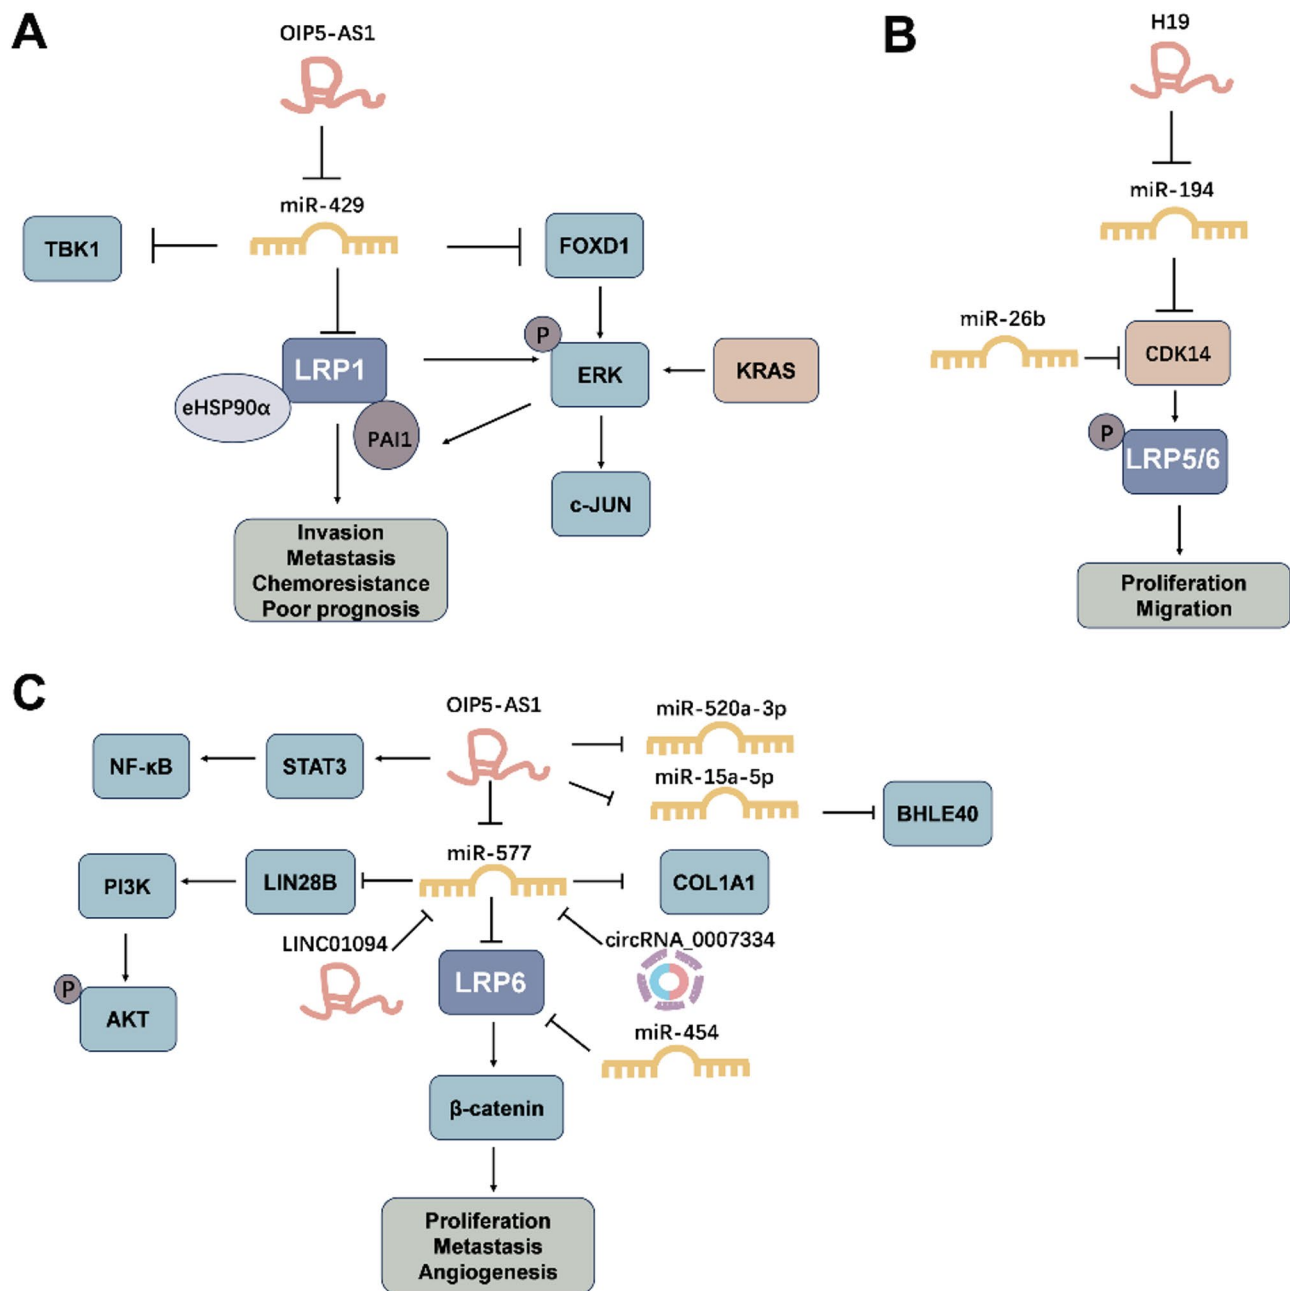 A
OIP5-AS1
miR-429
TBK1
FOXD1
P
LRP1
ERK
KRAS
eHSP90α
PAI1
c-JUN
Invasion
Metastasis
Chemoresistance
Poor prognosis
B
H19
miR-194
miR-26b
CDK14
P
LRP5/6
Proliferation
Migration
C
OIP5-AS1
miR-520a-3p
NF-κB
STAT3
miR-15a-5p
BHLE40
miR-577
PI3K
LIN28B
COL1A1
LINC01094
circRNA_0007334
LRP6
P
AKT
miR-454
β-catenin
Proliferation
Metastasis
Angiogenesis